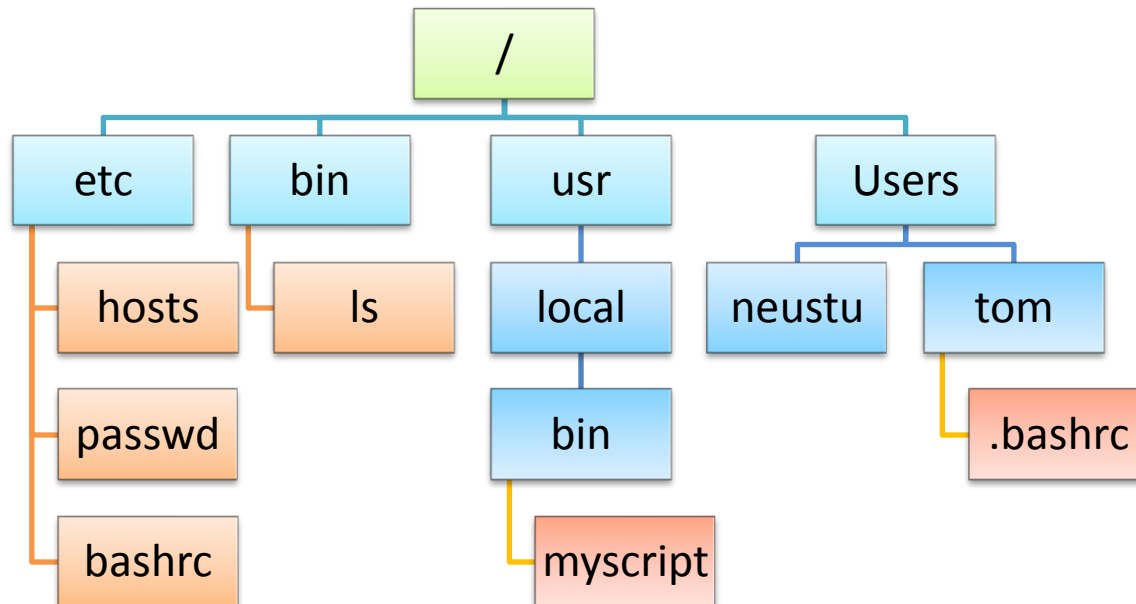 /
etc
bin
usr
Users
hosts
ls
local
neustu
tom
passwd
bin
.bashrc
bashrc
myscript